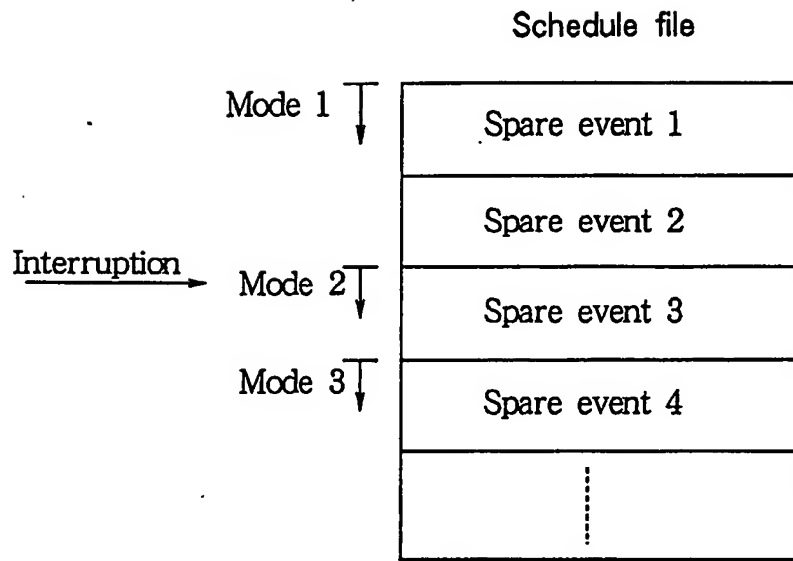 Schedule file
Mode 1
Spare event 1
Spare event 2
Interruption
Mode 2
Spare event 3
Mode 3
Spare event 4